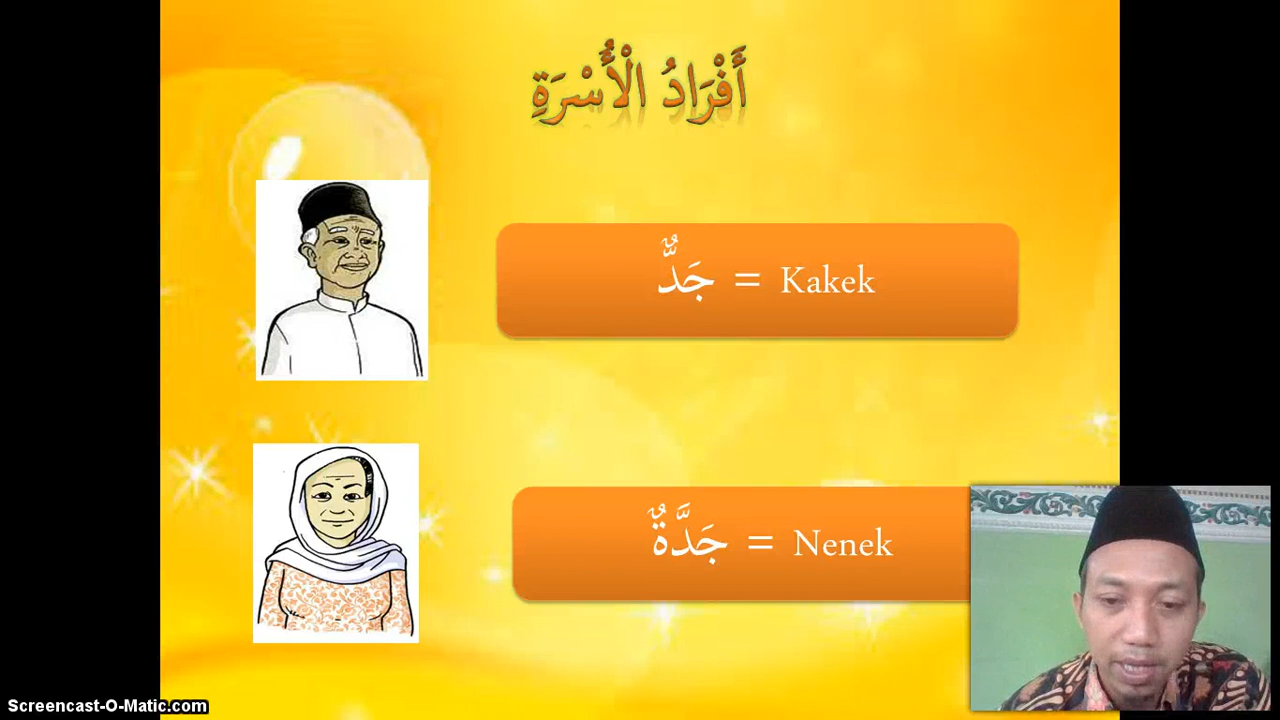 أَفْرَادُ الْأُسْرَةِ
جَدٌّ = Kakek
جَدَّةٌ = Nenek
Screencast-O-Matic.com